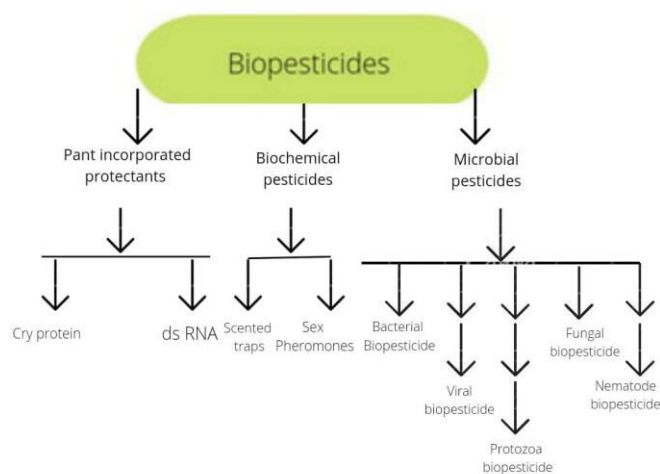 Biopesticides
Pant incorporated
protectants
Biochemical
pesticides
Microbial
pesticides
Cry protein
ds RNA
Scented
traps
Sex
Pheromones
Bacterial
Biopesticide
Viral
biopesticide
Protozoa
biopesticide
Fungal
biopesticide
Nematode
biopesticide